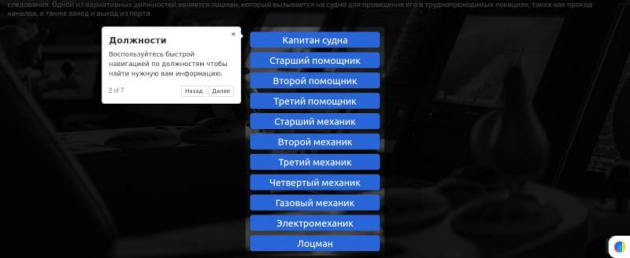 следования. Одной из вариативных должностей является лоцман, который вызывается на судно для проведения его в труднопроходимых локациях, таких как проход
каналов, а также заход и выход из порта.
×
Должности
Воспользуйтесь быстрой
навигацией по должностям чтобы
найти нужную вам информацию.
2 of 7
Назад
Далее
Капитан судна
Старший помощник
Второй помощник
Третий помощник
Старший механик
Второй механик
Третий механик
Четвертый механик
Газовый механик
Электромеханик
Лоцман